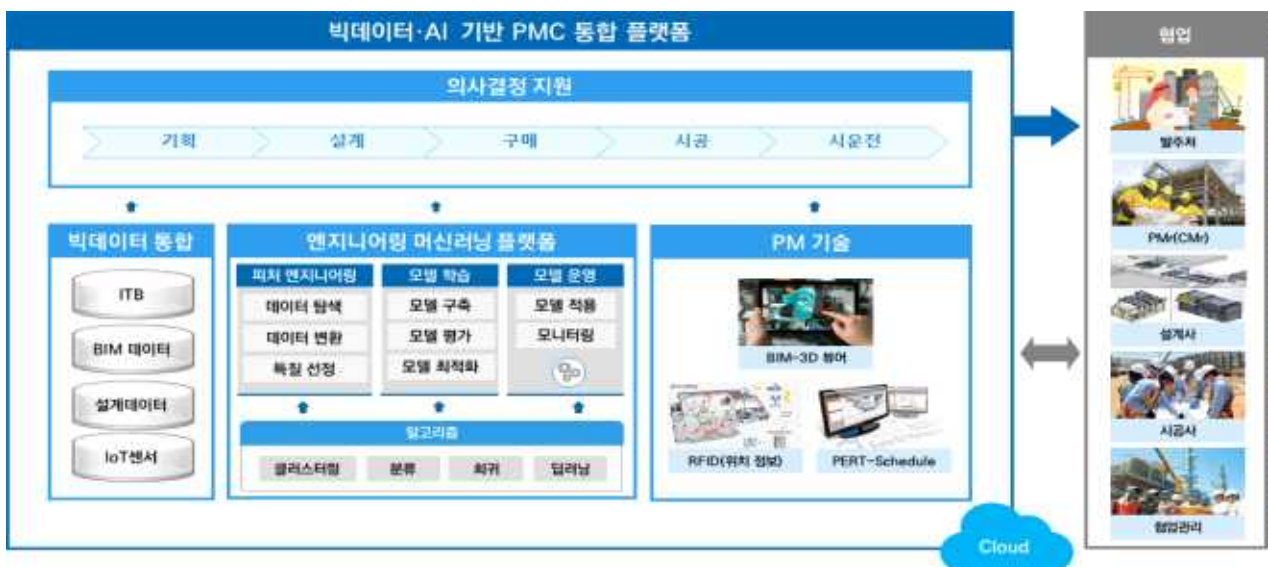 빅데이터·AI 기반 PMC 통합 플랫폼
의사결정 지원
기획
설계
구매
시공
시운전
빅데이터 통합
ITB
BIM 데이터
설계데이터
IoT센서
엔지니어링 머신러닝 플랫폼
피처 엔지니어링
데이터 탐색
데이터 변환
특질 선정
모델 학습
모델 구축
모델 평가
모델 최적화
모델 운영
모델 적용
모니터링
알고리즘
클러스터링
분류
회귀
딥러닝
PM 기술
BIM-3D 뷰어
RFID(위치 정보)
PERT-Schedule
Cloud
협업
발주처
PMr(CMr)
설계사
시공사
협업관리